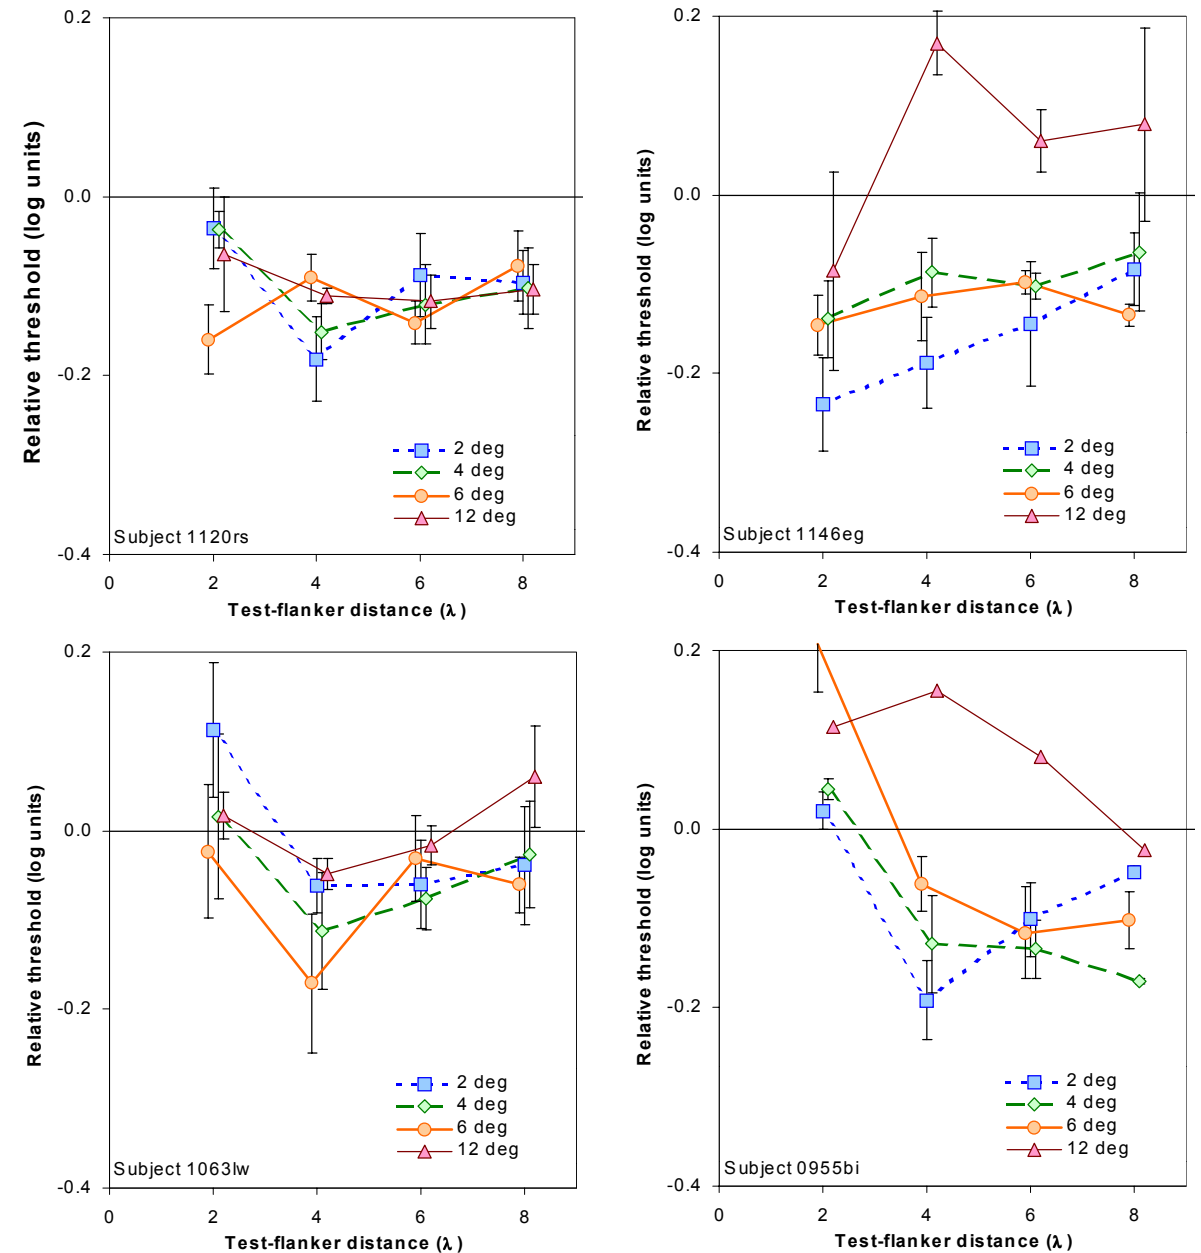 0.2
0.0
-0.2
-0.4
0 2 4 6 8
Relative threshold (log units)
Test-flanker distance (λ)
2 deg
4 deg
6 deg
12 deg
Subject 1120rs
0.2
0.0
-0.2
-0.4
0 2 4 6 8
Relative threshold (log units)
Test-flanker distance (λ)
2 deg
4 deg
6 deg
12 deg
Subject 1146eg
0.2
0.0
-0.2
-0.4
0 2 4 6 8
Relative threshold (log units)
Test-flanker distance (λ)
2 deg
4 deg
6 deg
12 deg
Subject 1063lw
0.2
0.0
-0.2
-0.4
0 2 4 6 8
Relative threshold (log units)
Test-flanker distance (λ)
2 deg
4 deg
6 deg
12 deg
Subject 0955bi